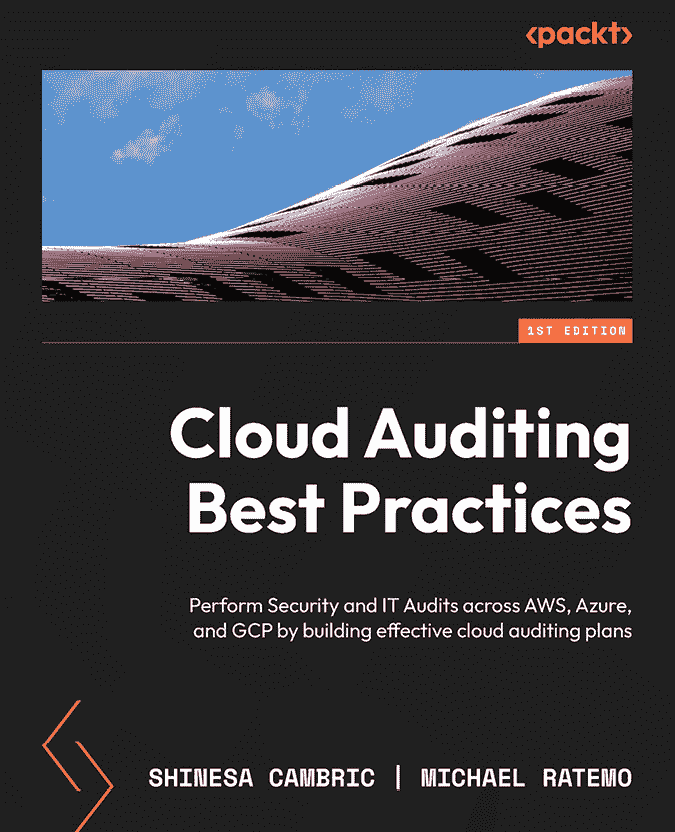 <packt>
1ST EDITION
Cloud Auditing
Best Practices
Perform Security and IT Audits across AWS, Azure,
and GCP by building effective cloud auditing plans
SHINESA CAMBRIC | MICHAEL RATEMO